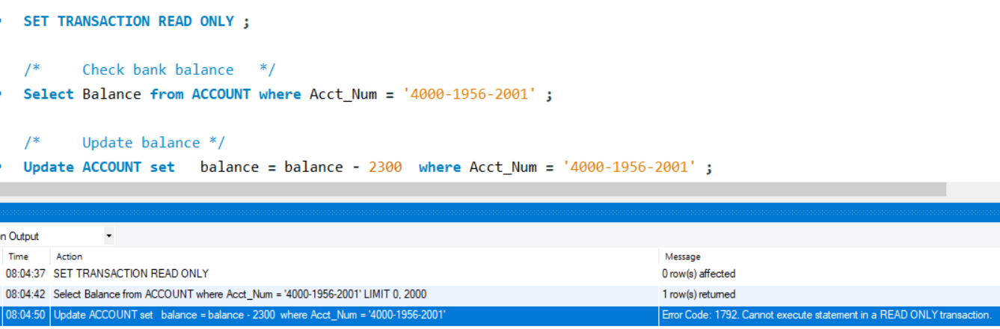 SET TRANSACTION READ ONLY ;
/* Check bank balance */
Select Balance from ACCOUNT where Acct_Num = '4000-1956-2001' ;
/* Update balance */
Update ACCOUNT set balance = balance - 2300 where Acct_Num = '4000-1956-2001' ;
n Output
Time Action Message
08:04:37 SET TRANSACTION READ ONLY 0 row(s) affected
08:04:42 Select Balance from ACCOUNT where Acct_Num = '4000-1956-2001' LIMIT 0, 2000 1 row(s) returned
08:04:50 Update ACCOUNT set balance = balance - 2300 where Acct_Num = '4000-1956-2001' Error Code: 1792. Cannot execute statement in a READ ONLY transaction.